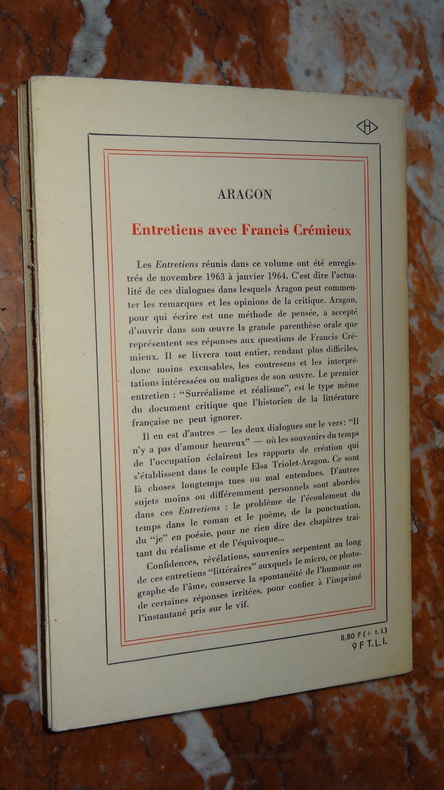 H
ARAGON
Entretiens avec Francis Crémieux
Les Entretiens réunis dans ce volume ont été enregis-
trés de novembre 1963 à janvier 1964. C'est dire l'actua-
lité de ces dialogues dans lesquels Aragon peut commen-
ter les remarques et les opinions de la critique. Aragon,
pour qui écrire est une méthode de pensée, a accepté
d'ouvrir dans son œuvre la grande parenthèse orale que
représentent ses réponses aux questions de Francis Cré-
mieux. Il se livrera tout entier, rendant plus difficiles,
donc moins excusables, les contresens et les interpré-
tations intéressées ou malignes de son œuvre. Le premier
entretien : "Surréalisme et réalisme", est le type même
du document critique que l'historien de la littérature
française ne peut ignorer.
Il en est d'autres — les deux dialogues sur le vers: "Il
n'y a pas d'amour heureux" — où les souvenirs du temps
de l'occupation éclairent les rapports de création qui
s'établissent dans le couple Elsa Triolet-Aragon. Ce sont
là choses longtemps tues ou mal entendues. D'autres
sujets moins ou différemment personnels sont abordés
dans ces Entretiens : le problème de l'écoulement du
temps dans le roman et le poème, de la ponctuation,
du "je" en poésie, pour ne rien dire des chapitres trai-
tant du réalisme et de l'équivoque...
Confidences, révélations, souvenirs serpentent au long
de ces entretiens "littéraires" auxquels le micro, ce photo-
graphe de l'âme, conserve la spontanéité de l'humour ou
de certaines réponses irritées, pour confier à l'imprimé
l'instantané pris sur le vif.
8,80 F (+ t. l.)
9 F T.L.I.